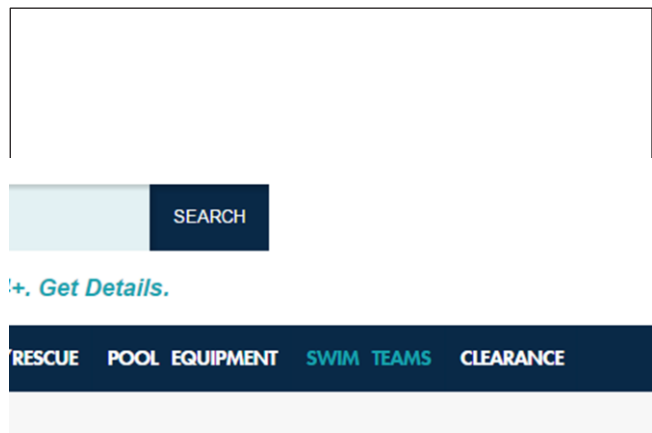 SEARCH
+. Get Details.
/RESCUE POOL EQUIPMENT SWIM TEAMS CLEARANCE